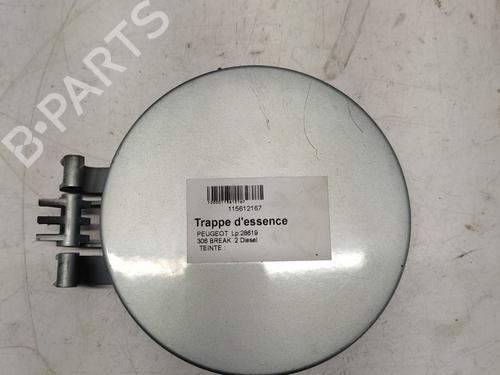 B-PARTS
115612167
Trappe d'essence
PEUGEOT Lp:28619
306 BREAK 2 Diesel
TEINTE :